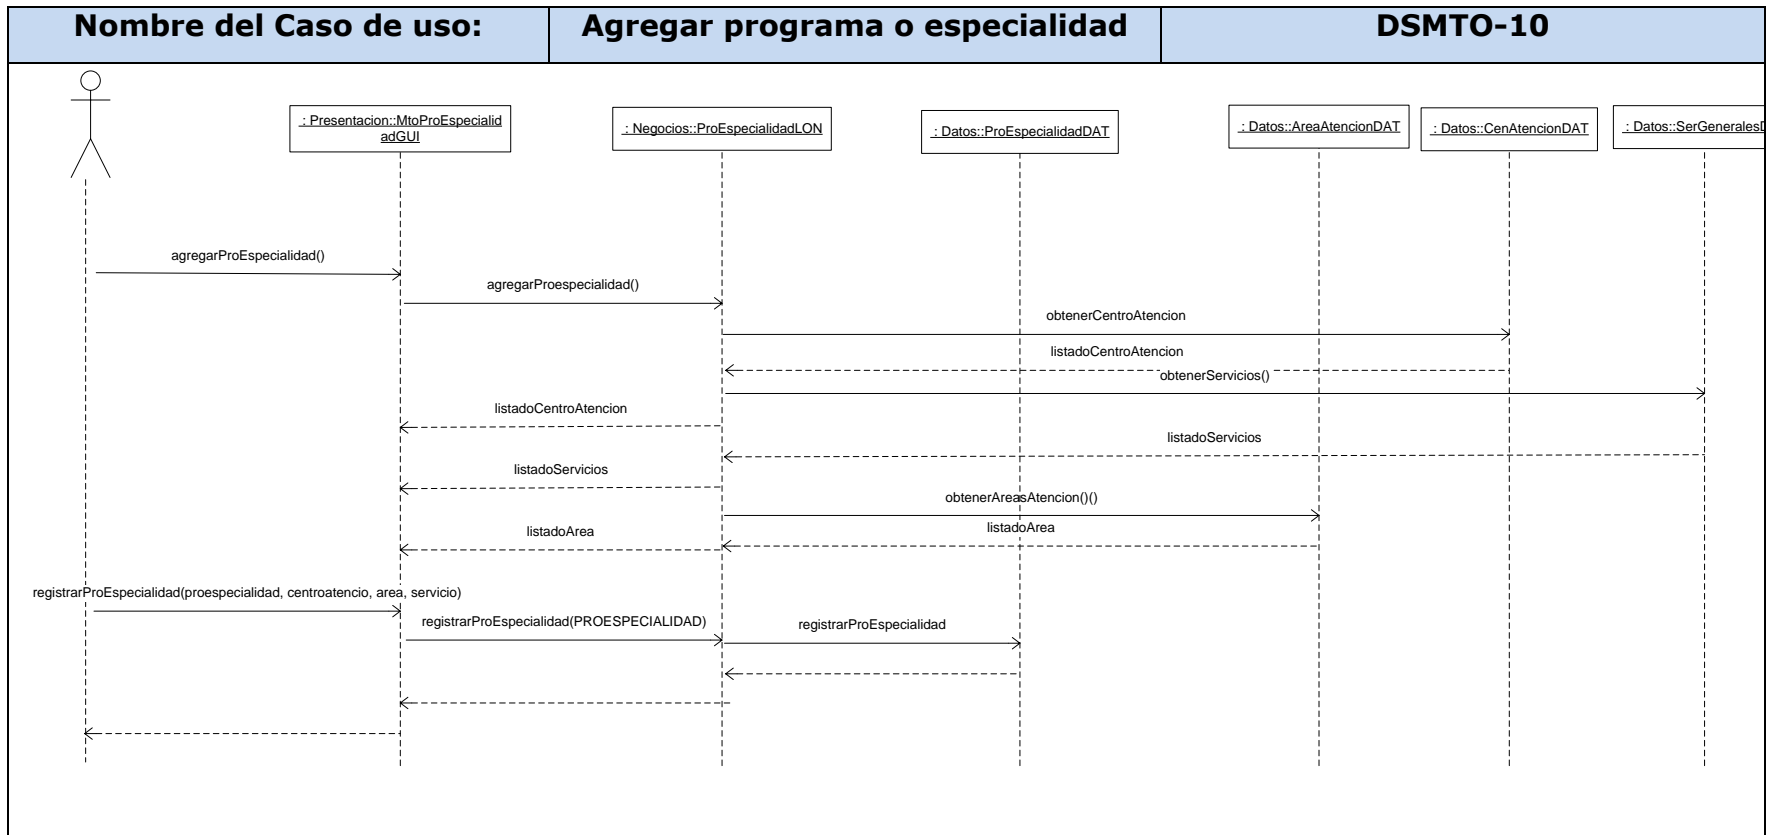 Nombre del Caso de uso:
Agregar programa o especialidad
DSMTO-10
: Presentacion::MtoProEspecialid
adGUI
: Negocios::ProEspecialidadLON
: Datos::ProEspecialidadDAT
: Datos::AreaAtencionDAT
: Datos::CenAtencionDAT
: Datos::SerGeneralesD
agregarProEspecialidad()
agregarProespecialidad()
obtenerCentroAtencion
listadoCentroAtencion
obtenerServicios()
listadoCentroAtencion
listadoServicios
listadoServicios
obtenerAreasAtencion()()
listadoArea
listadoArea
registrarProEspecialidad(proespecialidad, centroatencio, area, servicio)
registrarProEspecialidad(PROESPECIALIDAD)
registrarProEspecialidad